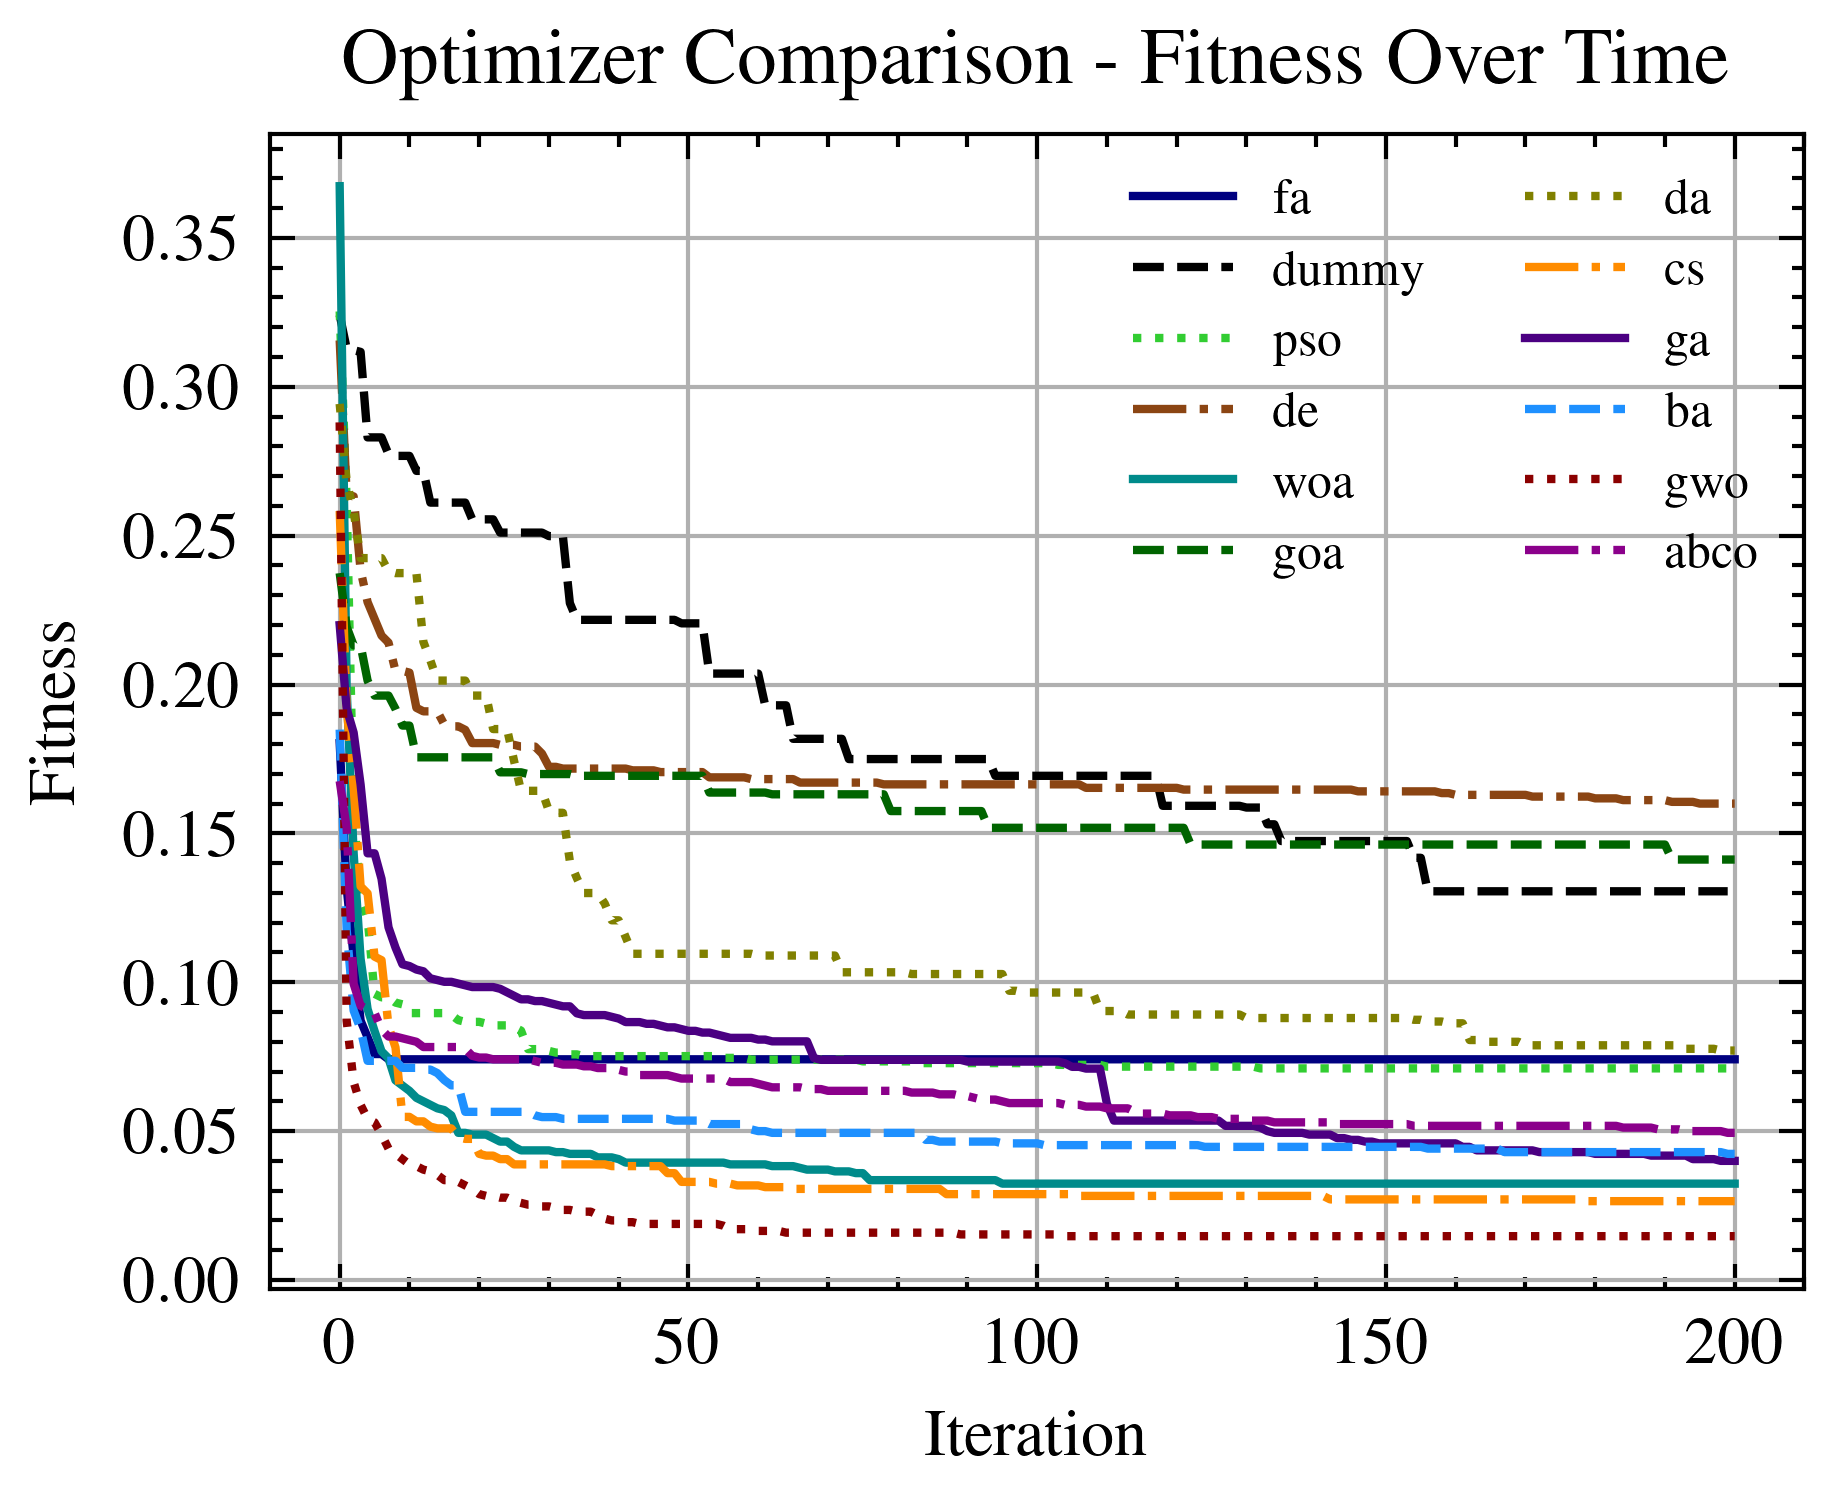 Optimizer Comparison - Fitness Over Time
fa
dummy
pso
de
woa
goa
da
cs
ga
ba
gwo
abco
Fitness
0.35
0.30
0.25
0.20
0.15
0.10
0.05
0.00
0 50 100 150 200
Iteration